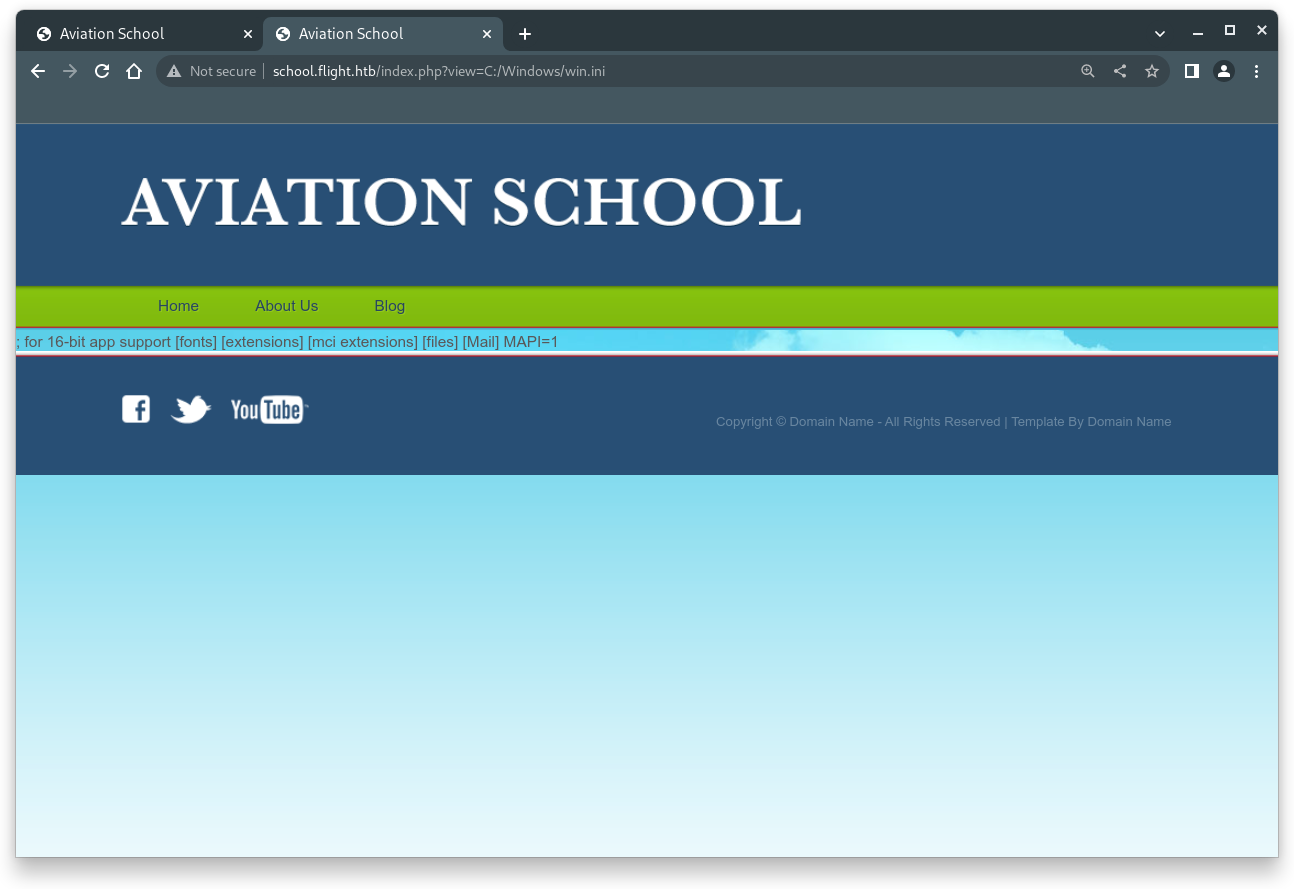 Aviation School
Aviation School
Not secure school.flight.htb/index.php?view=C:/Windows/win.ini
AVIATION SCHOOL
Home About Us Blog
; for 16-bit app support [fonts] [extensions] [mci extensions] [files] [Mail] MAPI=1
f YouTube™
Copyright © Domain Name - All Rights Reserved | Template By Domain Name